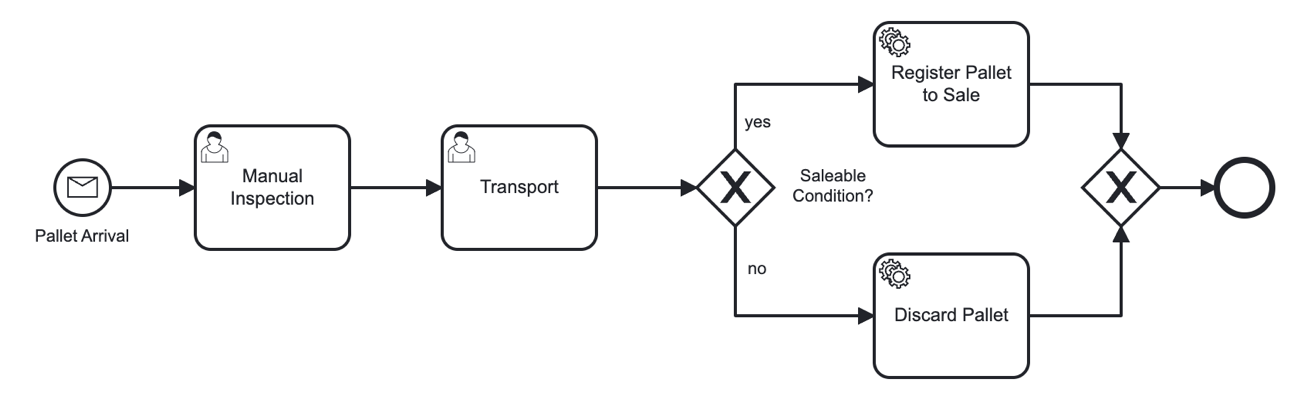 Pallet Arrival
Manual
Inspection
Transport
yes
no
Saleable
Condition?
Register Pallet
to Sale
Discard Pallet